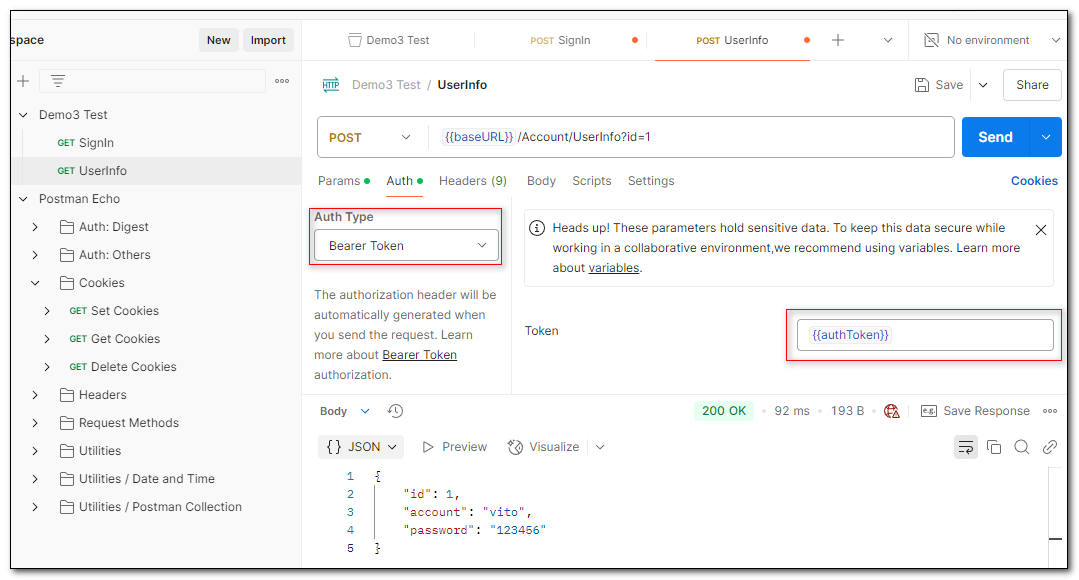 space
New
Import
Demo3 Test
POST SignIn
POST UserInfo
No environment
Demo3 Test
GET SignIn
GET UserInfo
Postman Echo
Auth: Digest
Auth: Others
Cookies
GET Set Cookies
GET Get Cookies
GET Delete Cookies
Headers
Request Methods
Utilities
Utilities / Date and Time
Utilities / Postman Collection
HTTP Demo3 Test / UserInfo
Save
Share
POST
{{baseURL}} /Account/UserInfo?id=1
Send
Params
Auth
Headers (9)
Body
Scripts
Settings
Cookies
Auth Type
Bearer Token
The authorization header will be
automatically generated when
you send the request. Learn
more about Bearer Token
authorization.
Heads up! These parameters hold sensitive data. To keep this data secure while
working in a collaborative environment,we recommend using variables. Learn more
about variables.
Token
{{authToken}}
Body
200 OK
92 ms
193 B
e.g. Save Response
{} JSON
Preview
Visualize
1 {
2 "id": 1,
3 "account": "vito",
4 "password": "123456"
5 }